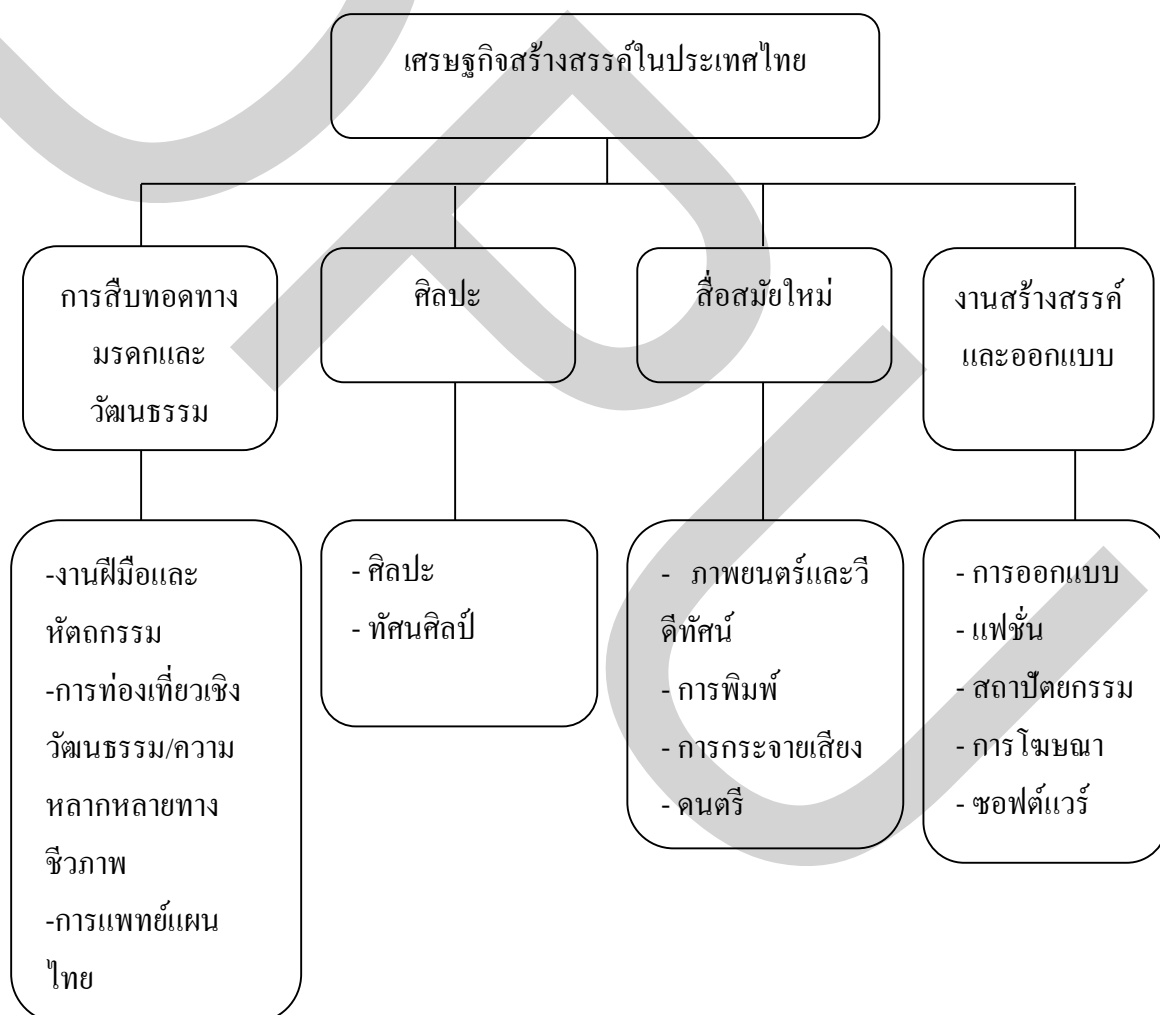 เศรษฐกิจสร้างสรรค์ในประเทศไทย
การสืบทอดทาง
มรดกและ
วัฒนธรรม
ศิลปะ
สื่อสมัยใหม่
งานสร้างสรรค์
และออกแบบ
-งานฝีมือและ
หัตถกรรม
-การท่องเที่ยวเชิง
วัฒนธรรม/ความ
หลากหลายทาง
ชีวภาพ
-การแพทย์แผน
ไทย
- ศิลปะ
- ทัศนศิลป์
- ภาพยนตร์และวี
ดีทัศน์
- การพิมพ์
- การกระจายเสียง
- ดนตรี
- การออกแบบ
- แฟชั่น
- สถาปัตยกรรม
- การโฆษณา
- ซอฟต์แวร์